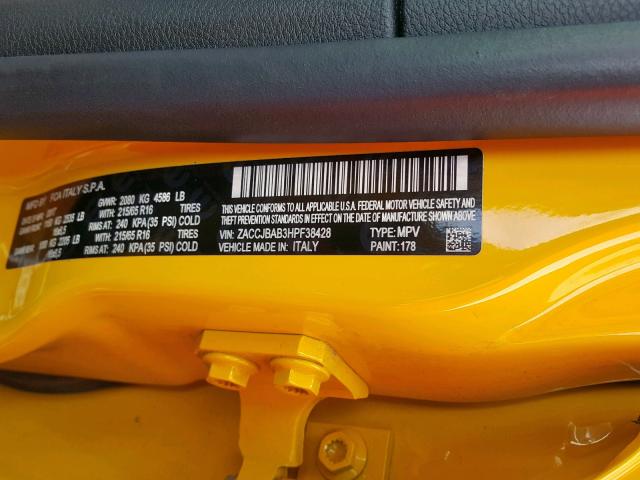 MFD BY: FCA ITALY S.P.A.
GVWR: 2080 KG 4586 LB
WITH: 215/65 R16 TIRES
RIMS AT: 240 KPA(35 PSI) COLD
WITH: 215/65 R16 TIRES
RIMS AT: 240 KPA(35 PSI) COLD
THIS VEHICLE CONFORMS TO ALL APPLICABLE U.S.A. FEDERAL MOTOR VEHICLE SAFETY AND
THEFT PREVENTION STANDARDS IN EFFECT ON THE DATE OF MANUFACTURE SHOWN ABOVE
VIN: ZACCJBAB3HPF38428 TYPE: MPV
VEHICLE MADE IN: ITALY PAINT: 178